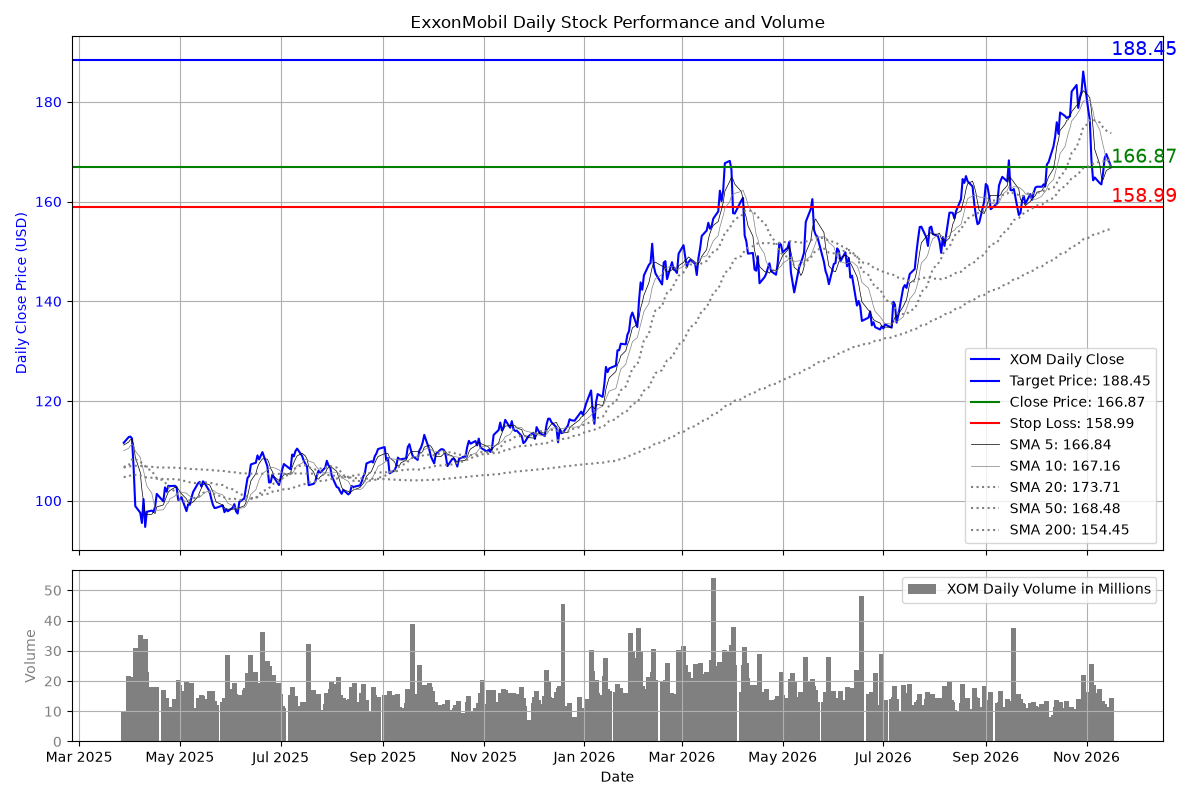 ExxonMobil Daily Stock Performance and Volume
188.45
180
166.87
160
158.99
140
120
100
Daily Close Price (USD)
XOM Daily Close
Target Price: 188.45
Close Price: 166.87
Stop Loss: 158.99
SMA 5: 166.84
SMA 10: 167.16
SMA 20: 173.71
SMA 50: 168.48
SMA 200: 154.45
50
40
30
20
10
0
Volume
XOM Daily Volume in Millions
Mar 2025 May 2025 Jul 2025 Sep 2025 Nov 2025 Jan 2026 Mar 2026 May 2026 Jul 2026 Sep 2026 Nov 2026
Date